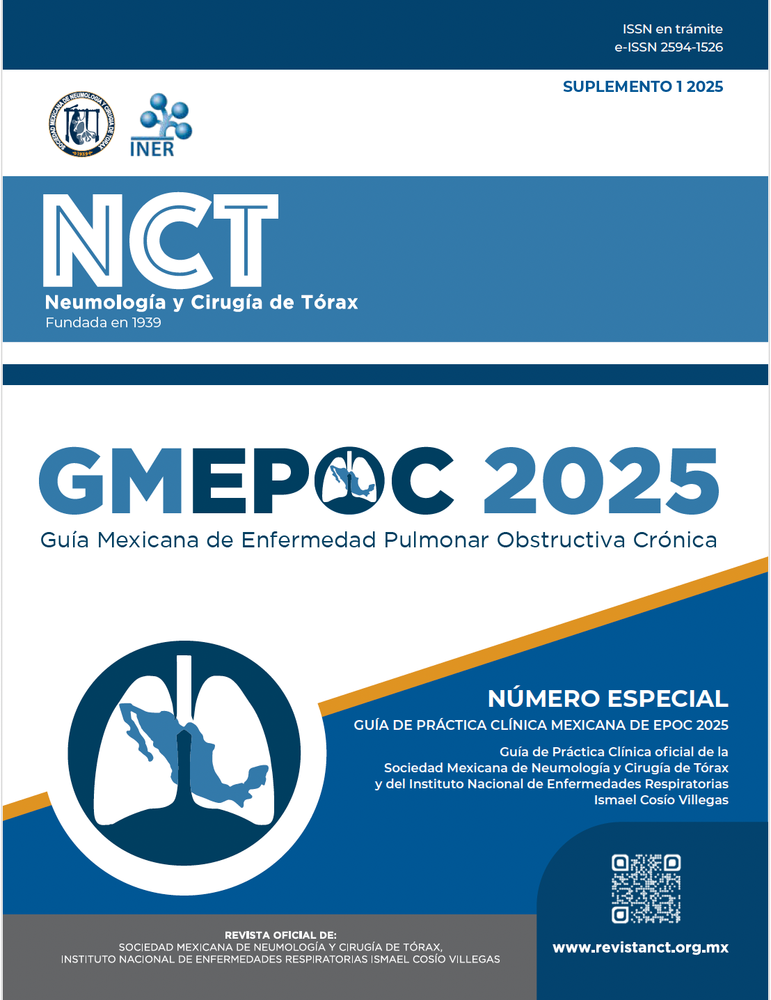 ISSN en trámite
e-ISSN 2594-1526
SUPLEMENTO 1 2025
SOCIEDAD MEXICANA DE NEUMOLOGÍA Y CIRUGÍA DE TÓRAX
1939
INER
NCT
Neumología y Cirugía de Tórax
Fundada en 1939
GMEPOC 2025
Guía Mexicana de Enfermedad Pulmonar Obstructiva Crónica
NÚMERO ESPECIAL
GUÍA DE PRÁCTICA CLÍNICA MEXICANA DE EPOC 2025
Guía de Práctica Clínica oficial de la
Sociedad Mexicana de Neumología y Cirugía de Tórax
y del Instituto Nacional de Enfermedades Respiratorias
Ismael Cosío Villegas
REVISTA OFICIAL DE:
SOCIEDAD MEXICANA DE NEUMOLOGÍA Y CIRUGÍA DE TÓRAX,
INSTITUTO NACIONAL DE ENFERMEDADES RESPIRATORIAS ISMAEL COSÍO VILLEGAS
www.revistanct.org.mx